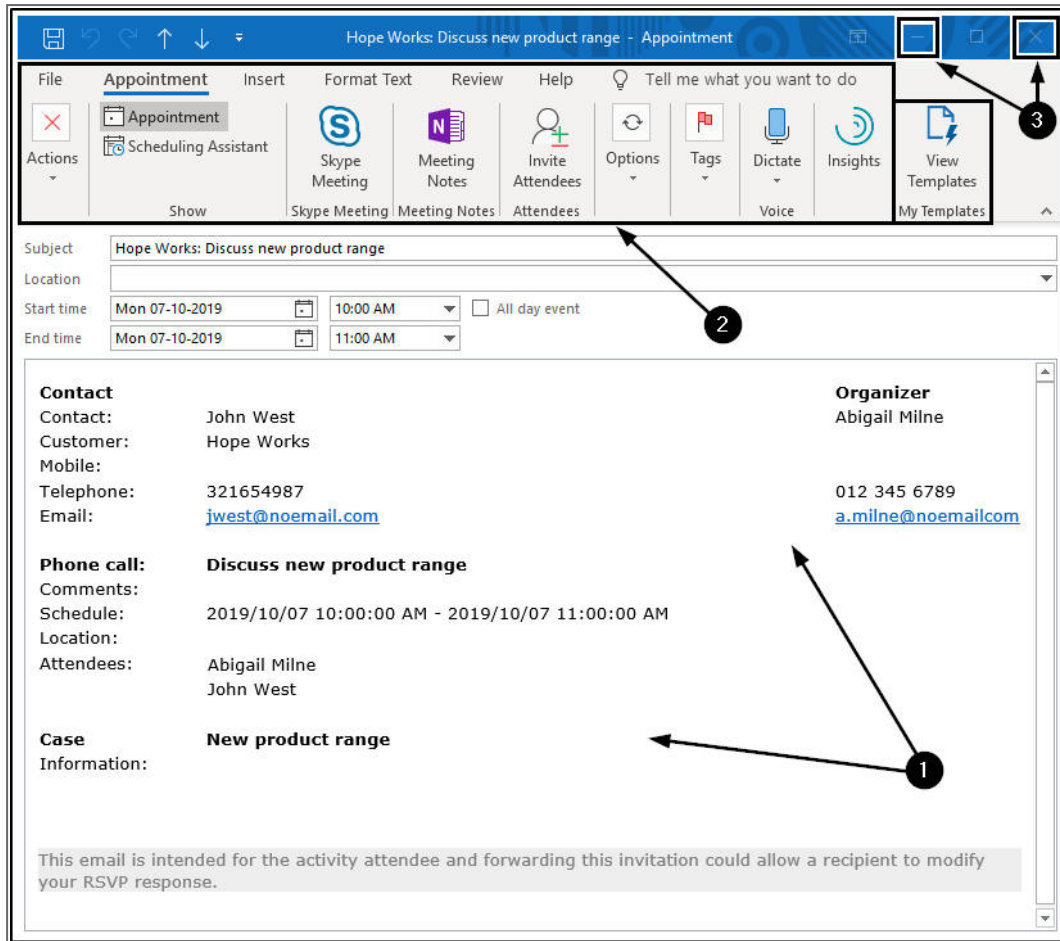 Hope Works: Discuss new product range - Appointment
File Appointment Insert Format Text Review Help Tell me what you want to do
Actions
Appointment
Scheduling Assistant
Show
Skype Meeting
Skype Meeting
Meeting Notes
Meeting Notes
Invite Attendees
Attendees
Options
Tags
Dictate
Voice
Insights
View Templates
My Templates
3
Subject Hope Works: Discuss new product range
Location
Start time Mon 07-10-2019 10:00 AM All day event
End time Mon 07-10-2019 11:00 AM
2
Contact Organizer
Contact: John West Abigail Milne
Customer: Hope Works
Mobile:
Telephone: 321654987 012 345 6789
Email: jwest@noemail.com a.milne@noemailcom
Phone call: Discuss new product range
Comments:
Schedule: 2019/10/07 10:00:00 AM - 2019/10/07 11:00:00 AM
Location:
Attendees: Abigail Milne
John West
Case New product range
Information:
1
This email is intended for the activity attendee and forwarding this invitation could allow a recipient to modify
your RSVP response.